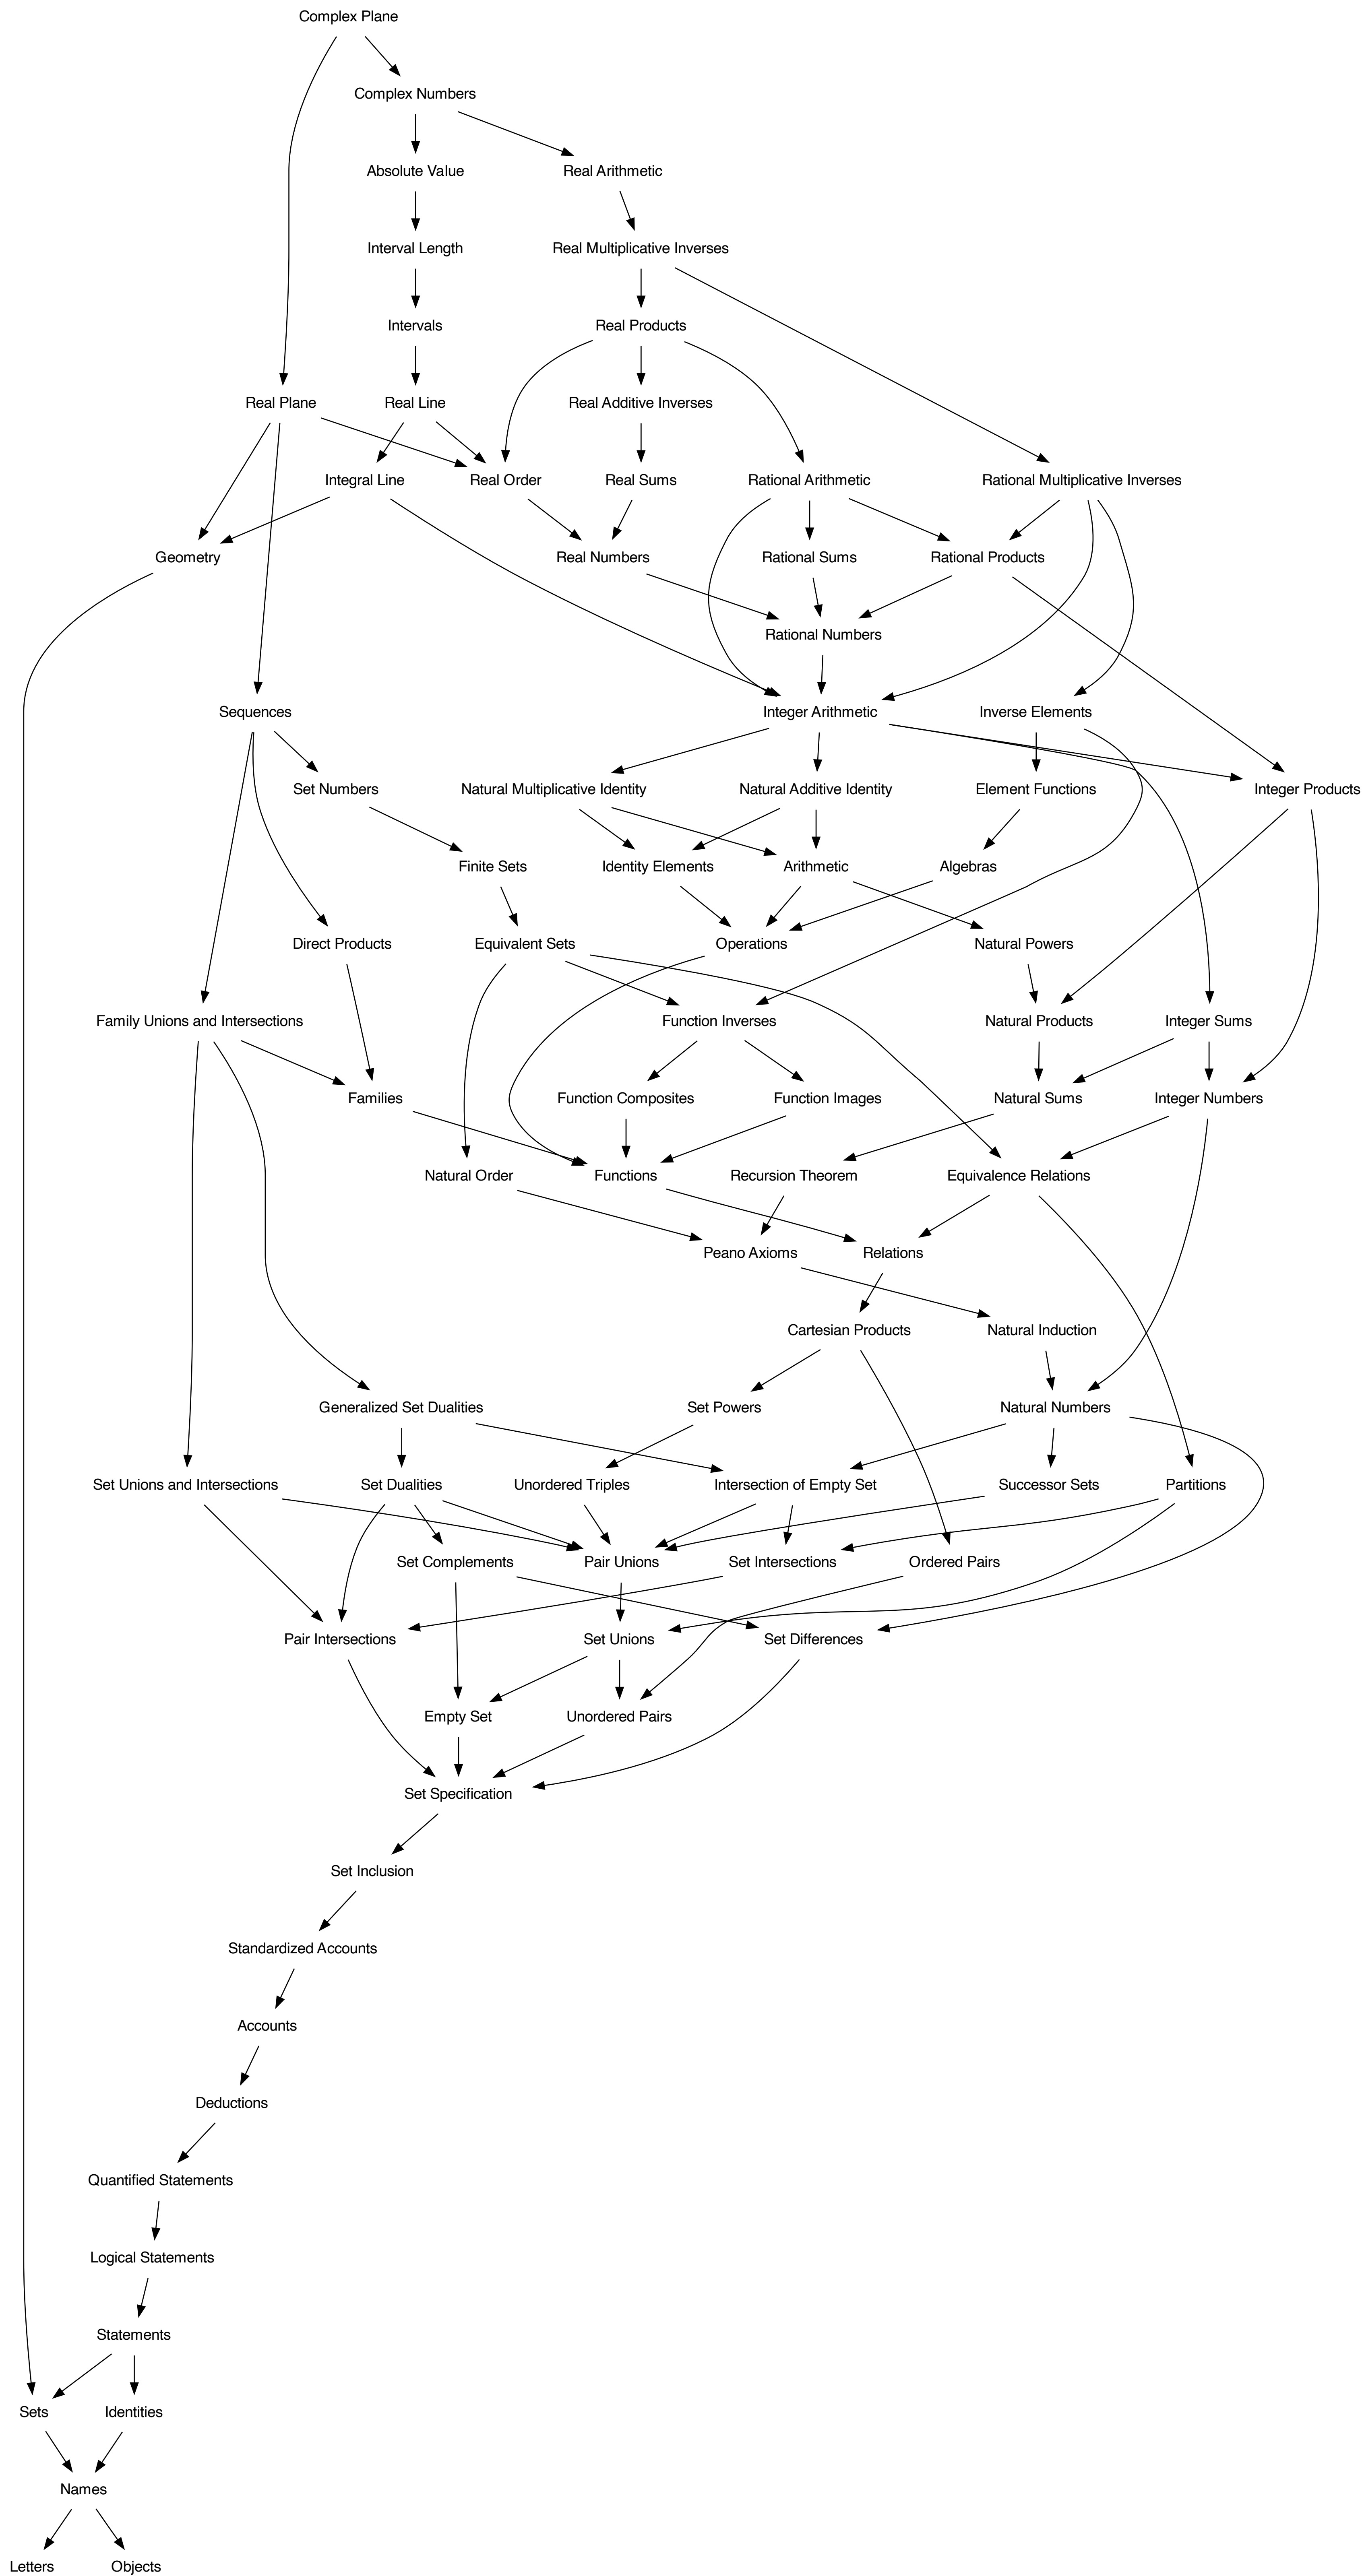 Complex Plane
Complex Numbers
Absolute Value
Real Arithmetic
Interval Length
Real Multiplicative Inverses
Intervals
Real Products
Real Plane
Real Line
Real Additive Inverses
Integral Line
Real Order
Real Sums
Rational Arithmetic
Rational Multiplicative Inverses
Geometry
Real Numbers
Rational Sums
Rational Products
Rational Numbers
Sequences
Integer Arithmetic
Inverse Elements
Set Numbers
Natural Multiplicative Identity
Natural Additive Identity
Element Functions
Integer Products
Finite Sets
Identity Elements
Arithmetic
Algebras
Direct Products
Equivalent Sets
Operations
Natural Powers
Family Unions and Intersections
Function Inverses
Natural Products
Integer Sums
Families
Function Composites
Function Images
Natural Sums
Integer Numbers
Natural Order
Functions
Recursion Theorem
Equivalence Relations
Peano Axioms
Relations
Cartesian Products
Natural Induction
Generalized Set Dualities
Set Powers
Natural Numbers
Set Unions and Intersections
Set Dualities
Unordered Triples
Intersection of Empty Set
Successor Sets
Partitions
Set Complements
Pair Unions
Set Intersections
Ordered Pairs
Pair Intersections
Set Unions
Set Differences
Empty Set
Unordered Pairs
Set Specification
Set Inclusion
Standardized Accounts
Accounts
Deductions
Quantified Statements
Logical Statements
Statements
Sets
Identities
Names
Letters
Objects